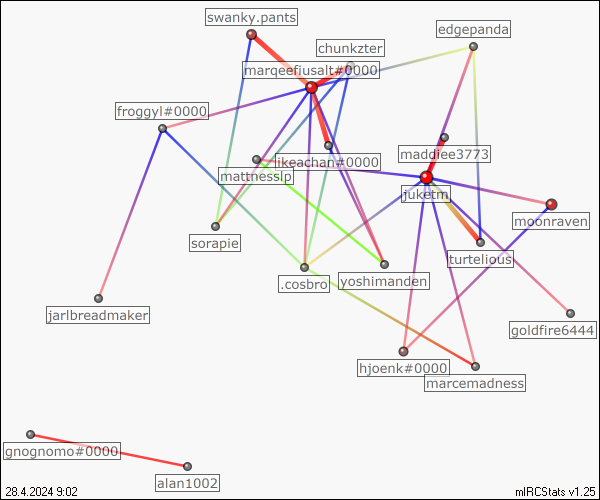 swanky.pants
edgepanda
chunkzter
marqeefiusalt#0000
froggyl#0000
maddiee3773
likeachan#0000
mattnesslp
juketm
moonraven
sorapie
turtelious
.cosbro
yoshimanden
jarlbreadmaker
goldfire6444
hjoenk#0000
marcemadness
gnognomo#0000
alan1002
28.4.2024 9:02
mIRCStats v1.25